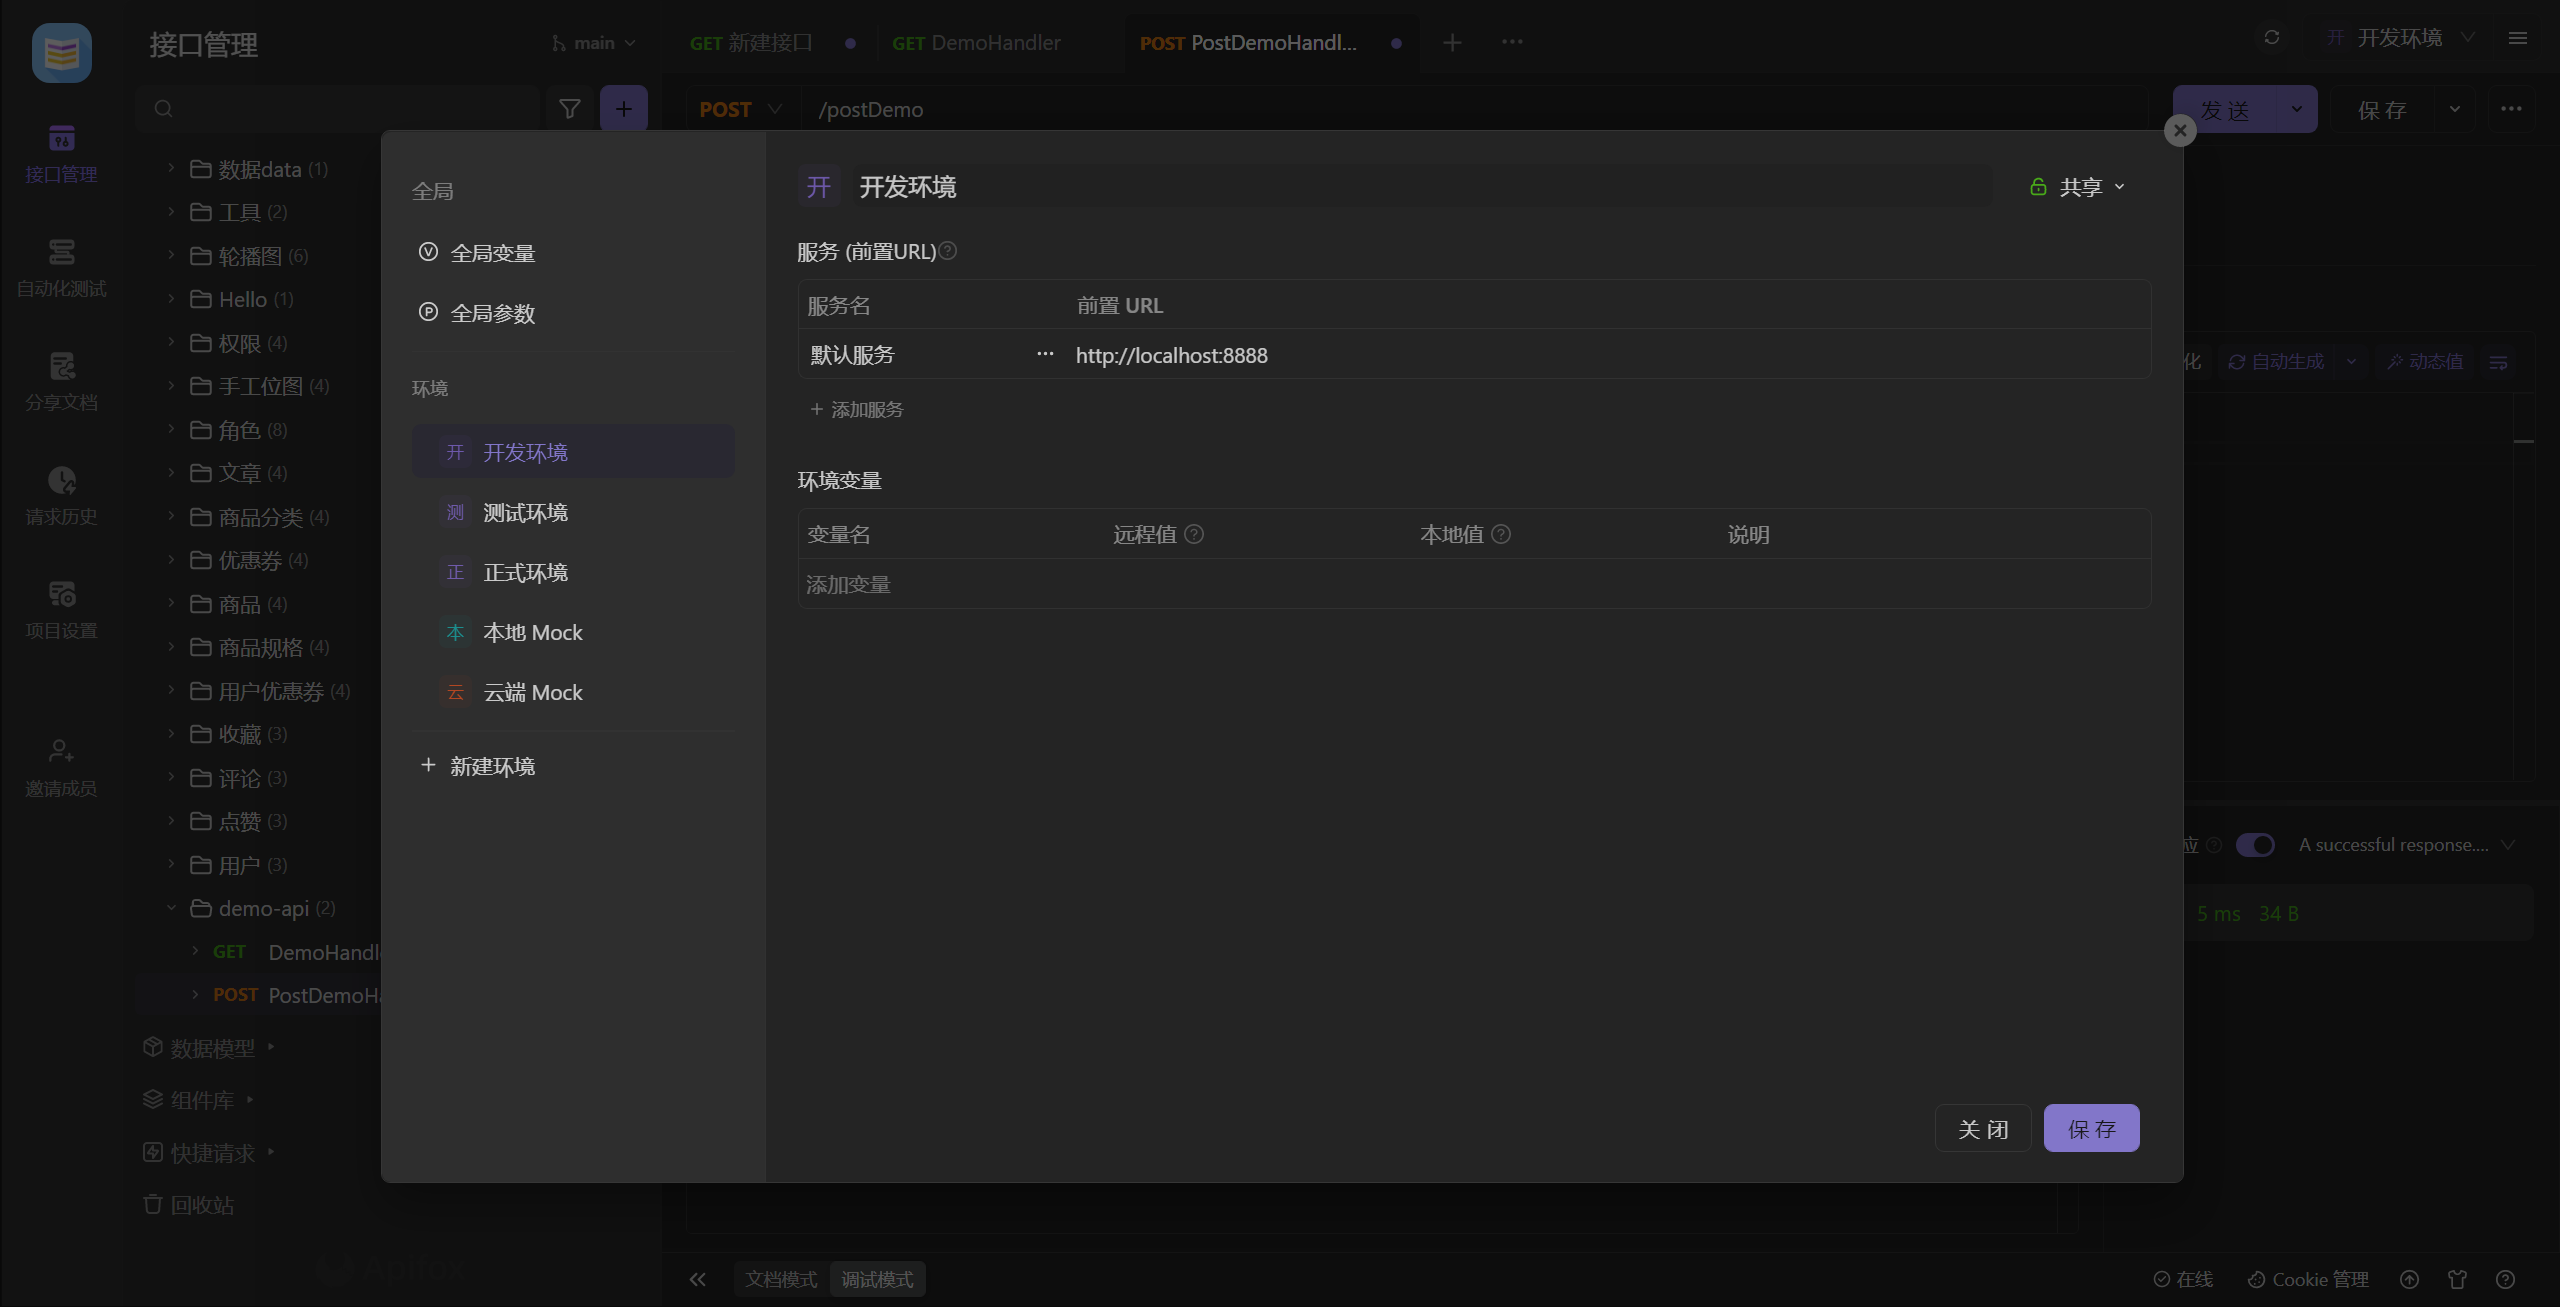 接口管理
main
GET 新建接口
GET DemoHandler
POST PostDemoHandl...
开 开发环境
POST
/postDemo
发送
保存
接口管理
自动化测试
分享文档
请求历史
项目设置
邀请成员
数据data (1)
工具 (2)
轮播图 (6)
Hello (1)
权限 (4)
手工位图 (4)
角色 (8)
文章 (4)
商品分类 (4)
优惠券 (4)
商品 (4)
商品规格 (4)
用户优惠券 (4)
收藏 (3)
评论 (3)
点赞 (3)
用户 (3)
demo-api (2)
GET DemoHandl
POST PostDemoHa
数据模型
组件库
快捷请求
回收站
全局
全局变量
全局参数
环境
开 开发环境
测 测试环境
正 正式环境
本 本地 Mock
云 云端 Mock
新建环境
开 开发环境
共享
服务 (前置URL)
服务名 前置 URL
默认服务 http://localhost:8888
添加服务
环境变量
变量名 远程值 本地值 说明
添加变量
关闭
保存
化 自动生成 动态值
应 A successful response....
5 ms 34 B
文档模式
调试模式
在线
Cookie 管理